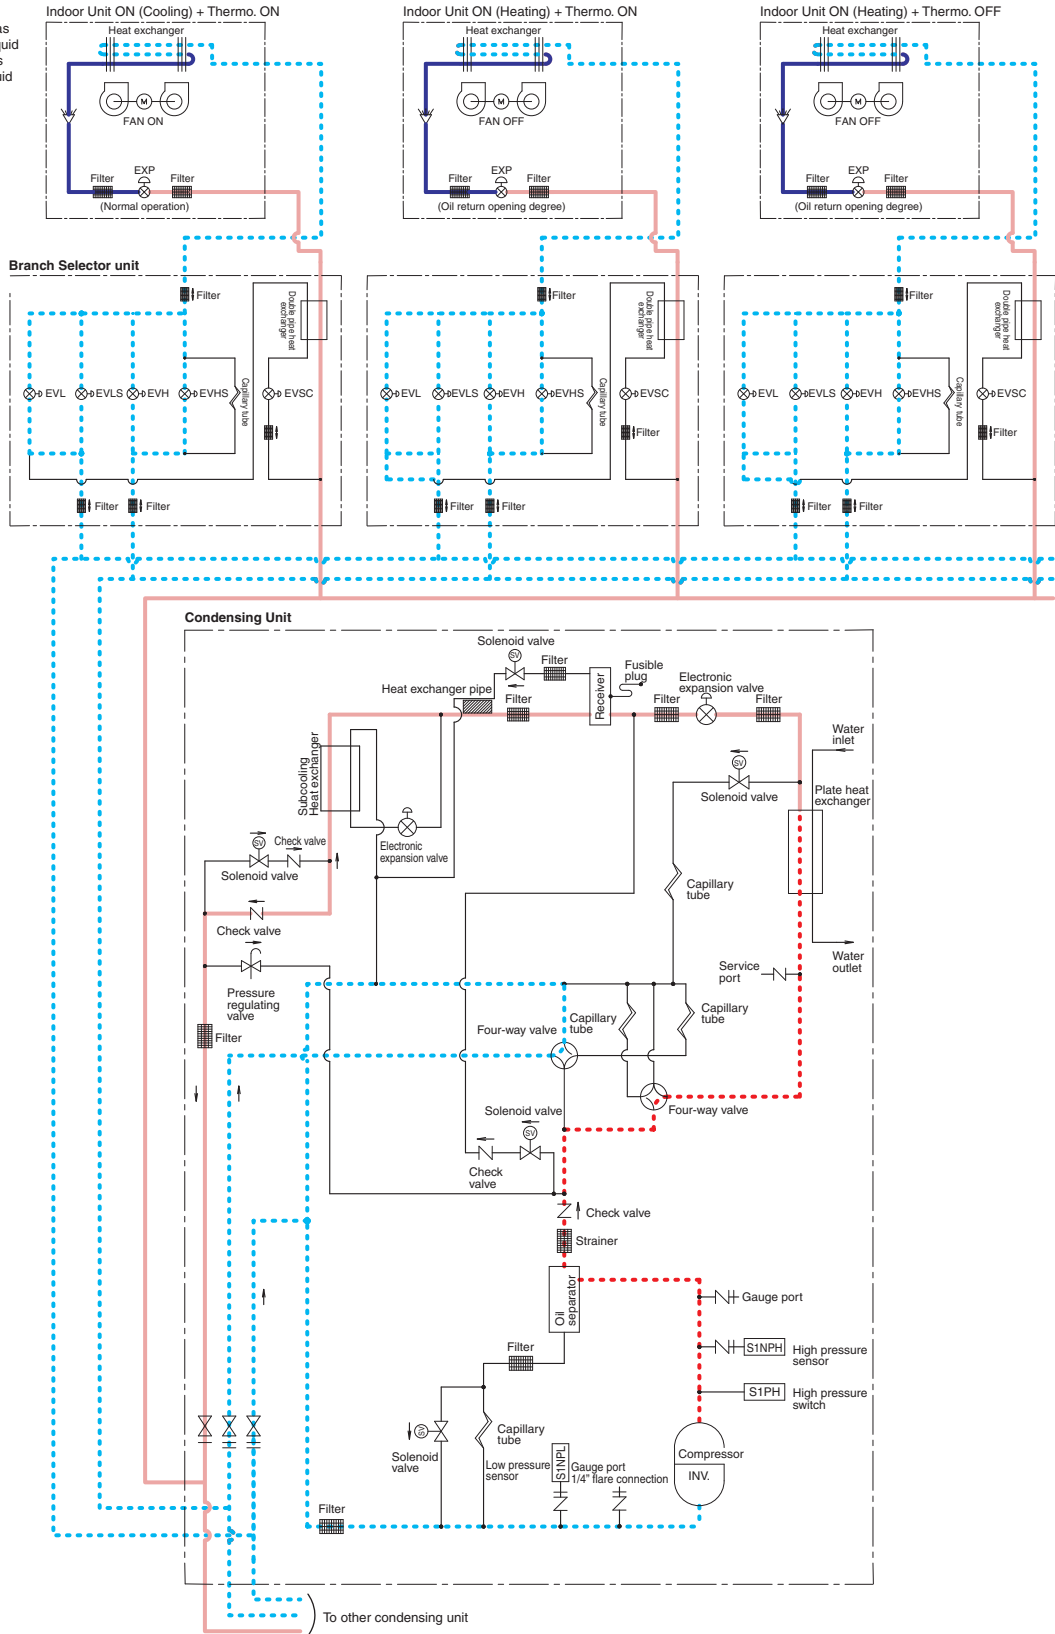 as
quid
s
uid
Indoor Unit ON (Cooling) + Thermo. ON
Indoor Unit ON (Heating) + Thermo. ON
Indoor Unit ON (Heating) + Thermo. OFF
Heat exchanger
Heat exchanger
Heat exchanger
M
M
M
FAN ON
FAN OFF
FAN OFF
Filter
EXP
Filter
Filter
EXP
Filter
Filter
EXP
Filter
(Normal operation)
(Oil return opening degree)
(Oil return opening degree)
Branch Selector unit
Filter
Double pipe heat
exchanger
Filter
Double pipe heat
exchanger
Filter
Double pipe heat
exchanger
EVL
EVLS
EVH
EVHS
Capillary tube
EVSC
EVL
EVLS
EVH
EVHS
Capillary tube
EVSC
EVL
EVLS
EVH
EVHS
Capillary tube
EVSC
Filter
Filter
Filter
Filter
Filter
Filter
Filter
Filter
Condensing Unit
Solenoid valve
SV
Filter
Fusible
plug
Receiver
Electronic
expansion valve
Heat exchanger pipe
Filter
Filter
Filter
Water
inlet
Subcooling
Heat exchanger
SV
Solenoid valve
Plate heat
exchanger
SV
Check valve
Solenoid valve
Electronic
expansion valve
Capillary
tube
Check valve
Water
outlet
Service
port
Pressure
regulating
valve
Filter
Four-way valve
Capillary
tube
Capillary
tube
Four-way valve
Solenoid valve
SV
Check
valve
Check valve
Strainer
Oil
separator
Gauge port
Filter
S1NPH
High pressure
sensor
S1PH
High pressure
switch
SV
Solenoid
valve
Capillary
tube
Low pressure
sensor
S1NPL
Gauge port
1/4" flare connection
Compressor
INV.
Filter
To other condensing unit